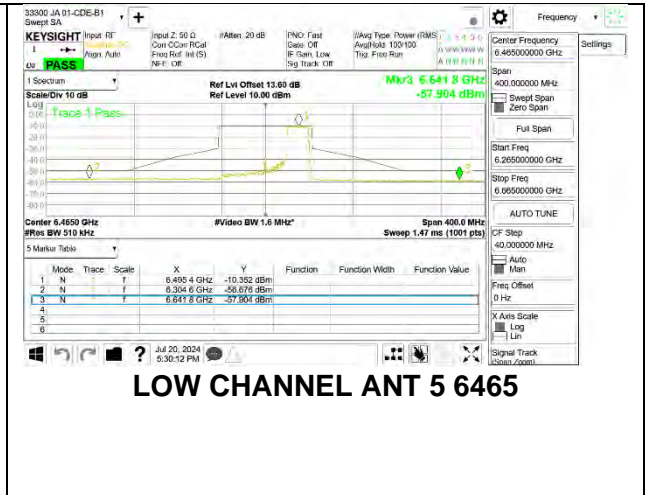 33300 JA 01-CDE-B1
Swept SA
Frequency
Settings
KEYSIGHT Input: RF
Align: Auto
PASS
Input Z: 50 Ω
Corr CCorr RCal
Freq Ref: Int (S)
NFE: Off
#Atten: 20 dB
PNO: Fast
Gate: Off
IF Gain: Low
Sig Track: Off
#Avg Type: Power (RMS)
Avg|Hold: 100/100
Trig: Free Run
1 Spectrum
Scale/Div 10 dB
Ref Lvl Offset 13.60 dB
Ref Level 10.00 dBm
Mkr3 6.641 8 GHz
-57.904 dBm
Log
Trace 1 Pass
Center 6.4650 GHz
#Res BW 510 kHz
#Video BW 1.6 MHz*
Span 400.0 MHz
Sweep 1.47 ms (1001 pts)
5 Marker Table
Mode Trace Scale X Y Function Function Width Function Value
1 N f 6.495 4 GHz -10.352 dBm
2 N f 6.304 6 GHz -56.676 dBm
3 N f 6.641 8 GHz -57.904 dBm
4
5
6
Jul 20, 2024
5:30:12 PM
Center Frequency
6.465000000 GHz
Span
400.000000 MHz
Swept Span
Zero Span
Full Span
Start Freq
6.265000000 GHz
Stop Freq
6.665000000 GHz
AUTO TUNE
CF Step
40.000000 MHz
Auto
Man
Freq Offset
0 Hz
X Axis Scale
Log
Lin
Signal Track
(Span Zoom)
LOW CHANNEL ANT 5 6465